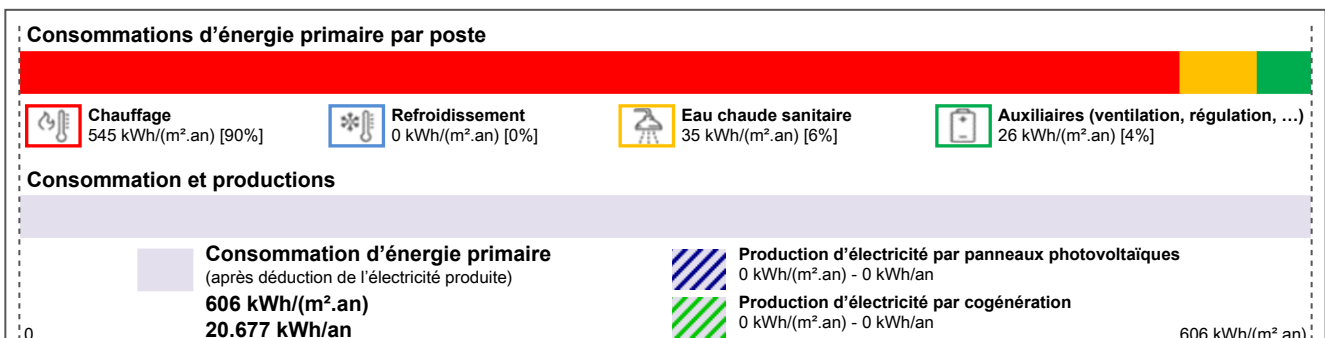 Consommations d’énergie primaire par poste
Chauffage
545 kWh/(m².an) [90%]
Refroidissement
0 kWh/(m².an) [0%]
Eau chaude sanitaire
35 kWh/(m².an) [6%]
Auxiliaires (ventilation, régulation, …)
26 kWh/(m².an) [4%]
Consommation et productions
Consommation d’énergie primaire
(après déduction de l’électricité produite)
606 kWh/(m².an)
20.677 kWh/an
Production d’électricité par panneaux photovoltaïques
0 kWh/(m².an) - 0 kWh/an
Production d’électricité par cogénération
0 kWh/(m².an) - 0 kWh/an
0
606 kWh/(m².an)